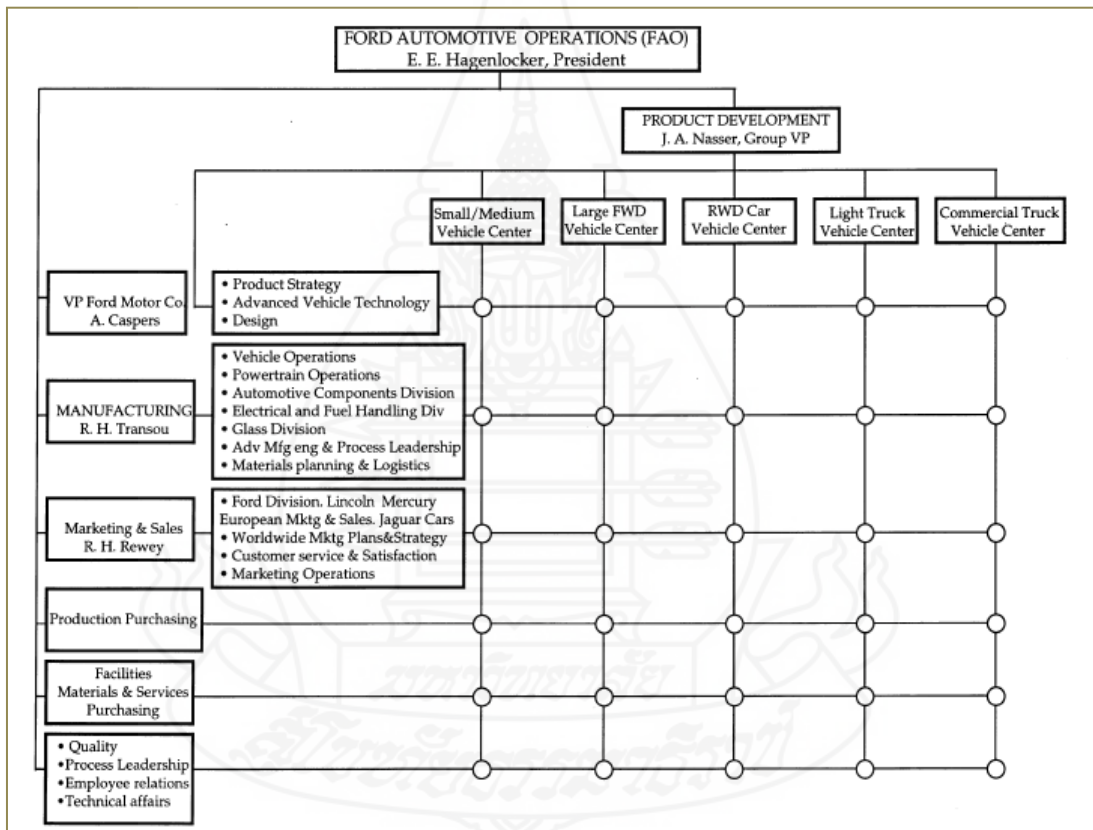 FORD AUTOMOTIVE OPERATIONS (FAO)
E. E. Hagenlocker, President
PRODUCT DEVELOPMENT
J. A. Nasser, Group VP
Small/Medium
Vehicle Center
Large FWD
Vehicle Center
RWD Car
Vehicle Center
Light Truck
Vehicle Center
Commercial Truck
Vehicle Center
VP Ford Motor Co.
A. Caspers
• Product Strategy
• Advanced Vehicle Technology
• Design
MANUFACTURING
R. H. Transou
• Vehicle Operations
• Powertrain Operations
• Automotive Components Division
• Electrical and Fuel Handling Div
• Glass Division
• Adv Mfg eng & Process Leadership
• Materials planning & Logistics
Marketing & Sales
R. H. Rewey
• Ford Division. Lincoln Mercury
European Mktg & Sales. Jaguar Cars
• Worldwide Mktg Plans&Strategy
• Customer service & Satisfaction
• Marketing Operations
Production Purchasing
Facilities
Materials & Services
Purchasing
• Quality
•Process Leadership
•Employee relations
•Technical affairs